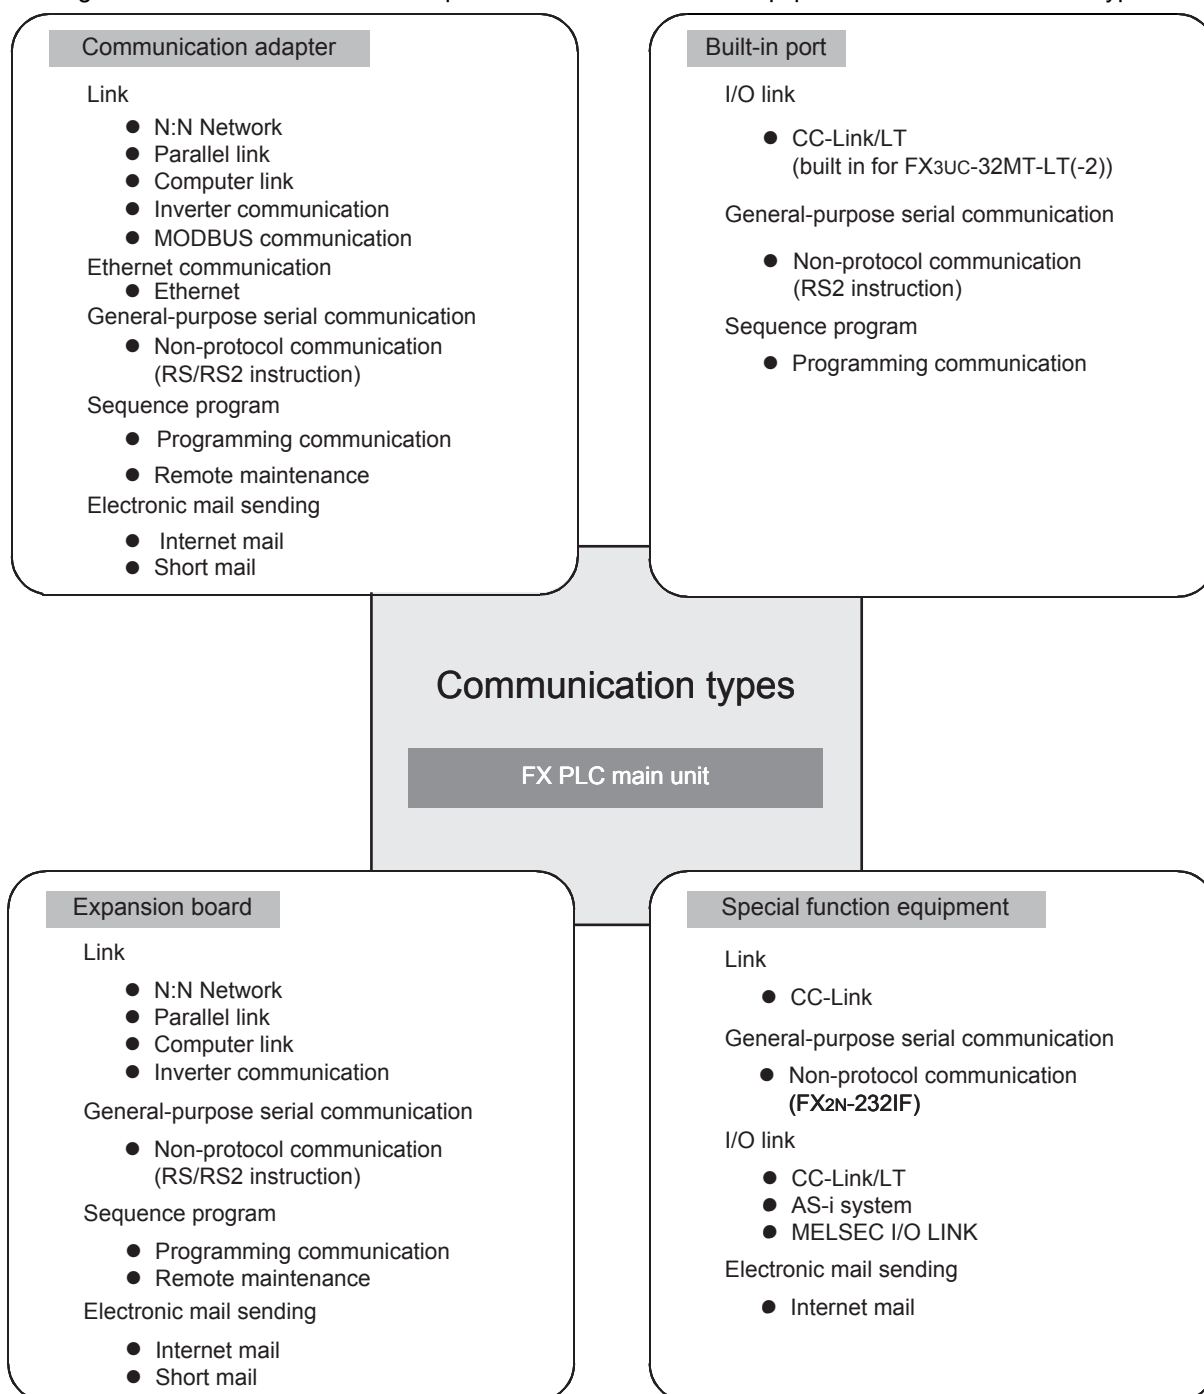 Communication adapter
Link
● N:N Network
● Parallel link
● Computer link
● Inverter communication
● MODBUS communication
Ethernet communication
● Ethernet
General-purpose serial communication
● Non-protocol communication
(RS/RS2 instruction)
Sequence program
● Programming communication
● Remote maintenance
Electronic mail sending
● Internet mail
● Short mail
Built-in port
I/O link
● CC-Link/LT
(built in for FX3UC-32MT-LT(-2))
General-purpose serial communication
● Non-protocol communication
(RS2 instruction)
Sequence program
● Programming communication
Communication types
FX PLC main unit
Expansion board
Link
● N:N Network
● Parallel link
● Computer link
● Inverter communication
General-purpose serial communication
● Non-protocol communication
(RS/RS2 instruction)
Sequence program
● Programming communication
● Remote maintenance
Electronic mail sending
● Internet mail
● Short mail
Special function equipment
Link
● CC-Link
General-purpose serial communication
● Non-protocol communication
(FX2N-232IF)
I/O link
● CC-Link/LT
● AS-i system
● MELSEC I/O LINK
Electronic mail sending
● Internet mail